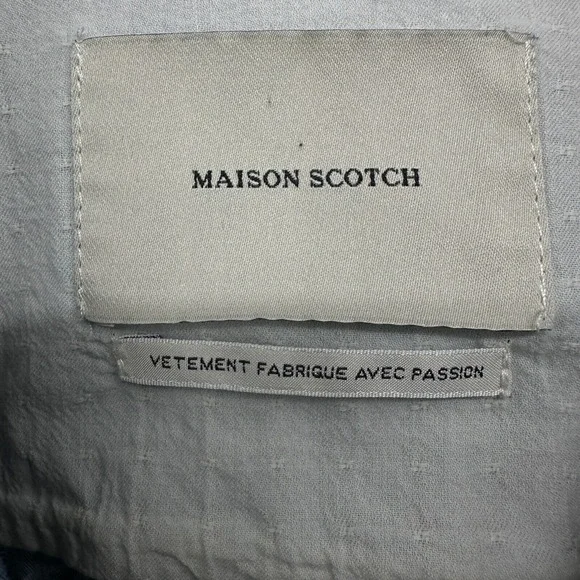 MAISON SCOTCH
VETEMENT FABRIQUE AVEC PASSION